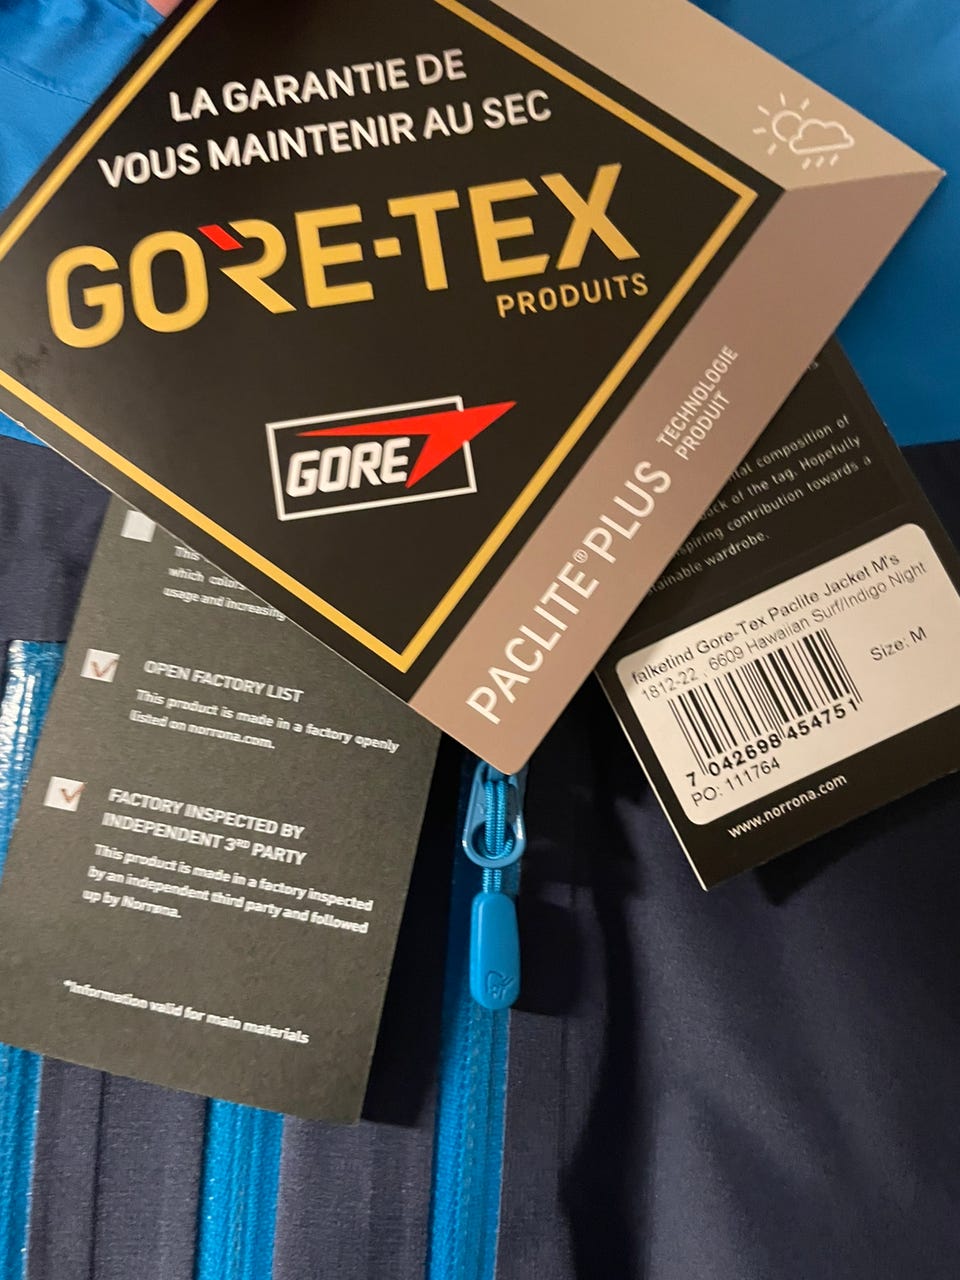 LA GARANTIE DE
VOUS MAINTENIR AU SEC
GORE-TEX
PRODUITS
GORE
PACLITE® PLUS
TECHNOLOGIE
PRODUIT
composition of
of the tag. Hopefully
contribution towards a
wardrobe.
falketind Gore-Tex Paclite Jacket M's
1812-22 , 6609 Hawaiian Surf/Indigo Night
Size: M
7 042698 454751
PO: 111764
www.norrona.com
This
which colors
usage and increasing
OPEN FACTORY LIST
This product is made in a factory openly
listed on norrona.com.
FACTORY INSPECTED BY
INDEPENDENT 3RD PARTY
This product is made in a factory inspected
by an independent third party and followed
up by Norrøna.
*Information valid for main materials